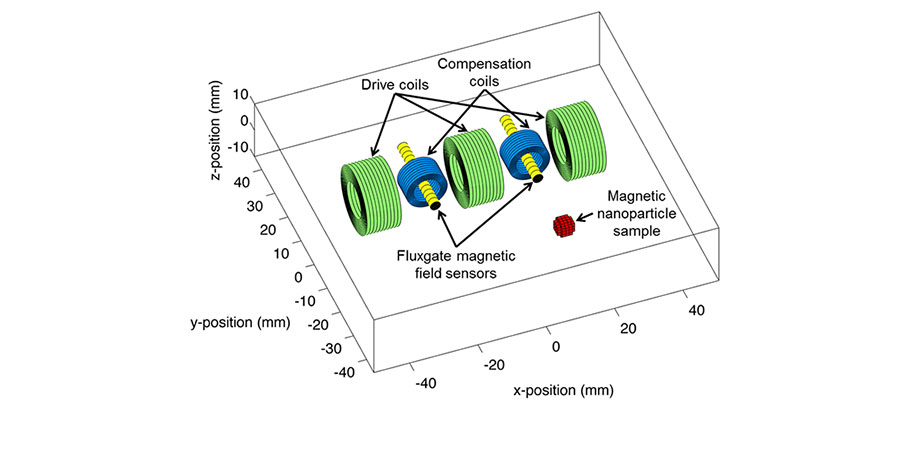 Compensation
coils
Drive coils
Magnetic
nanoparticle
sample
Fluxgate magnetic
field sensors
z-position (mm)
10
0
-10
40
30
20
10
0
-10
-20
-30
-40
y-position (mm)
-40
-20
0
20
40
x-position (mm)